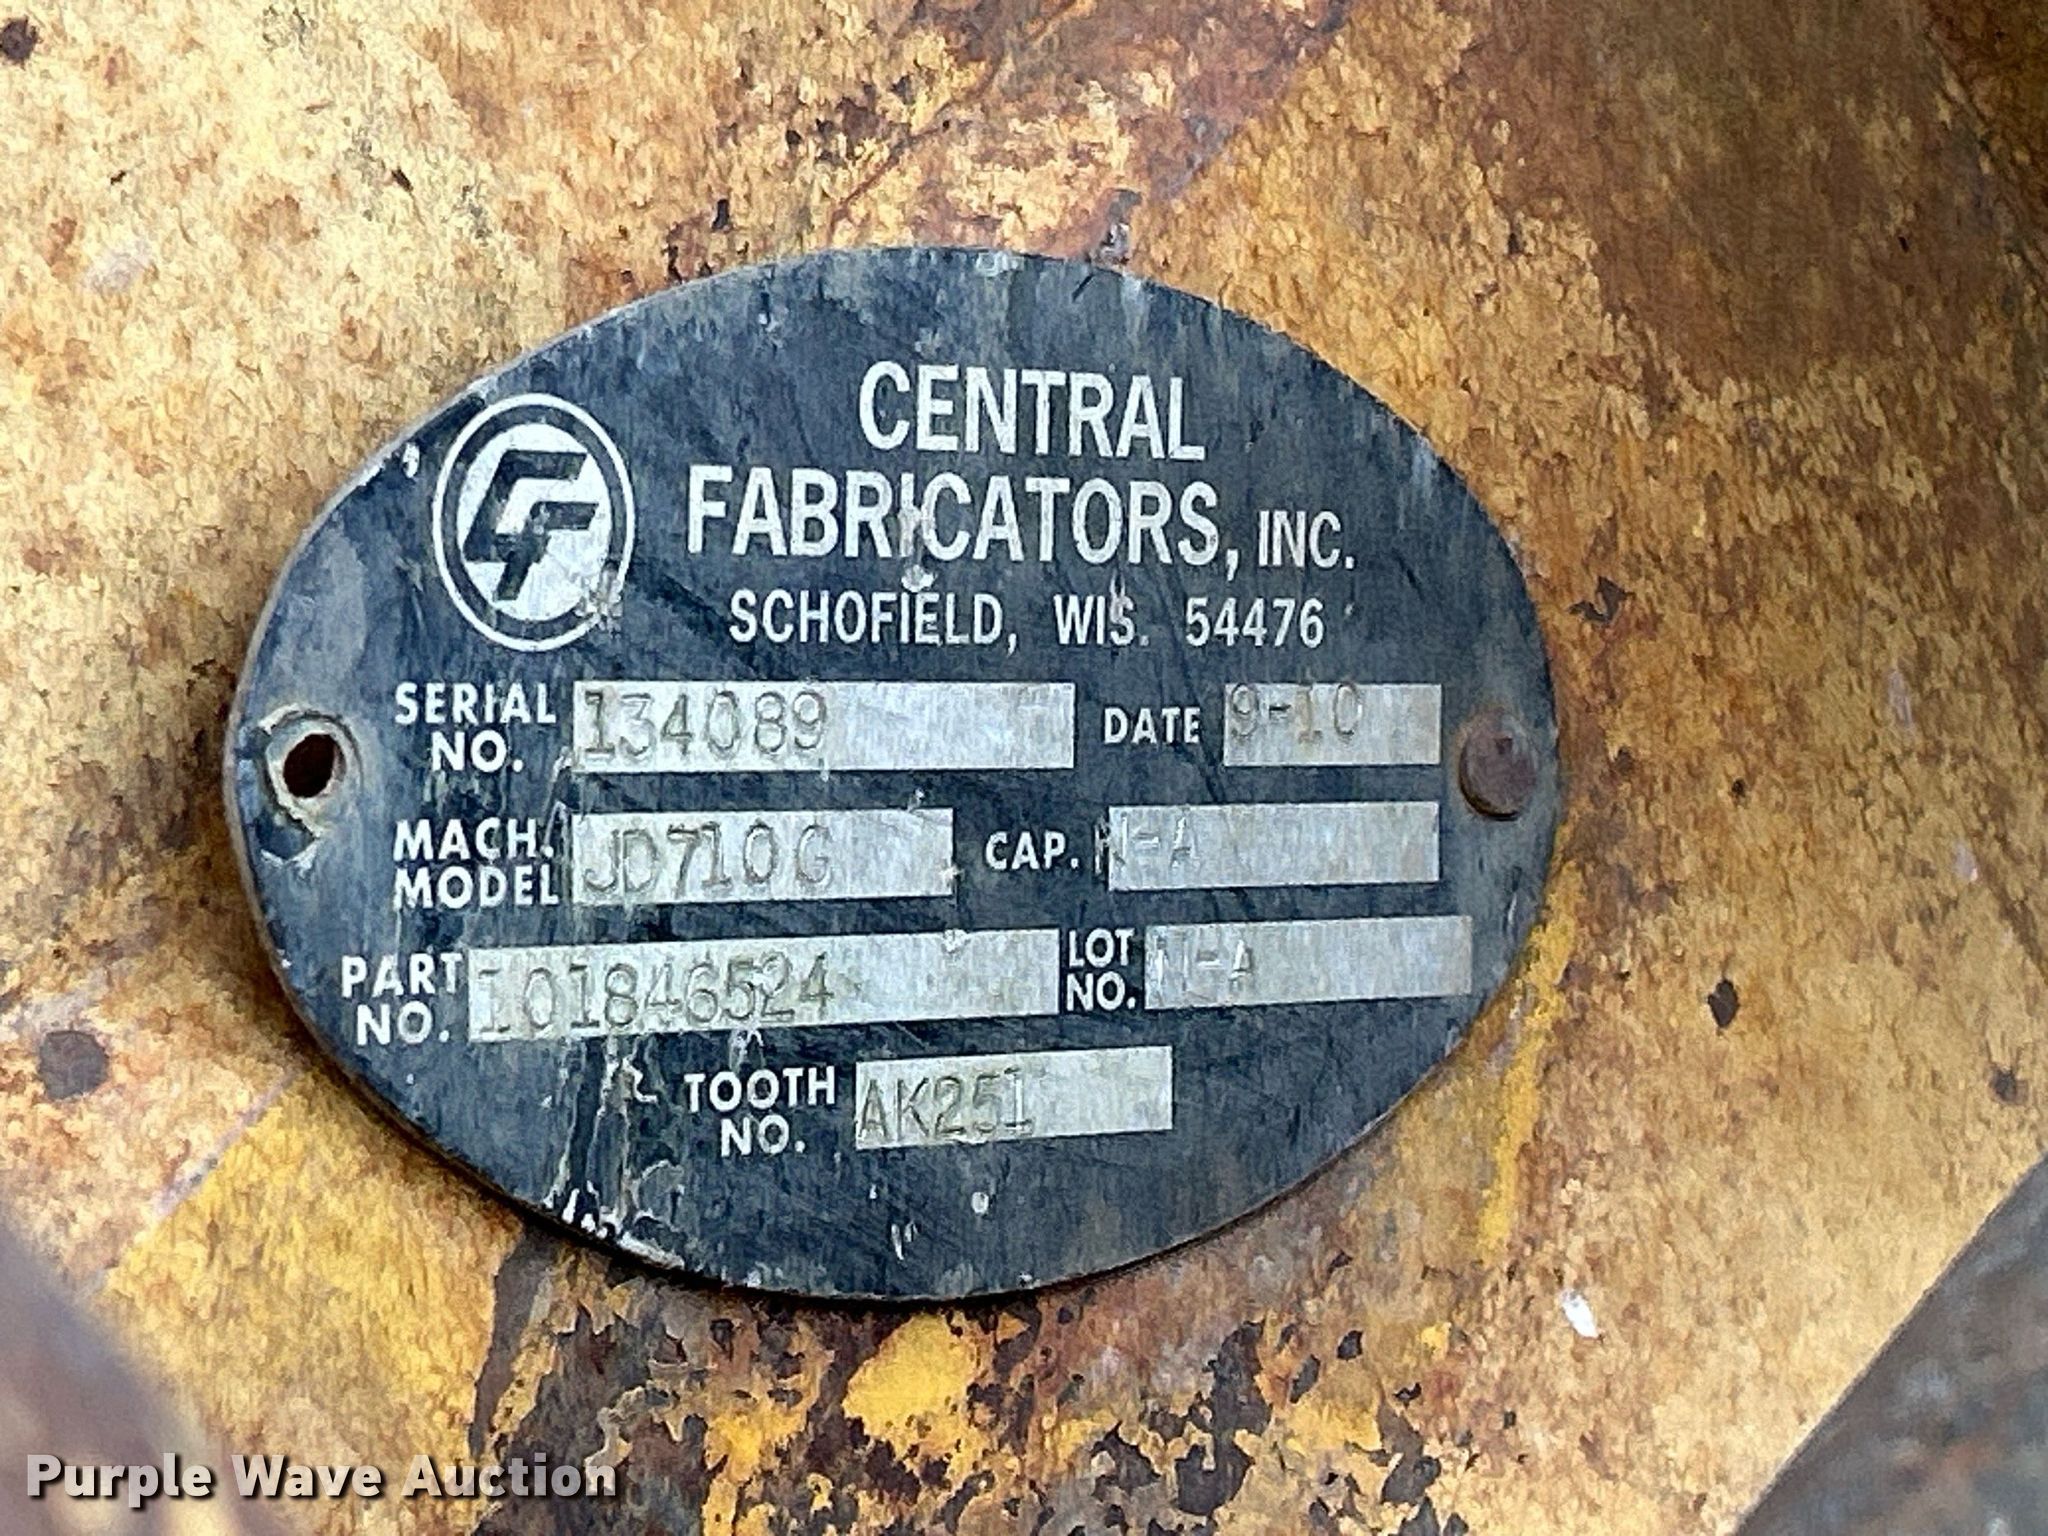 CENTRAL
FABRICATORS, INC.
SCHOFIELD, WIS. 54476
SERIAL NO. 134089 DATE 9-10
MACH. MODEL JD710G CAP. N-A
PART NO. 101846524 LOT NO. N-A
TOOTH NO. AK251
Purple Wave Auction